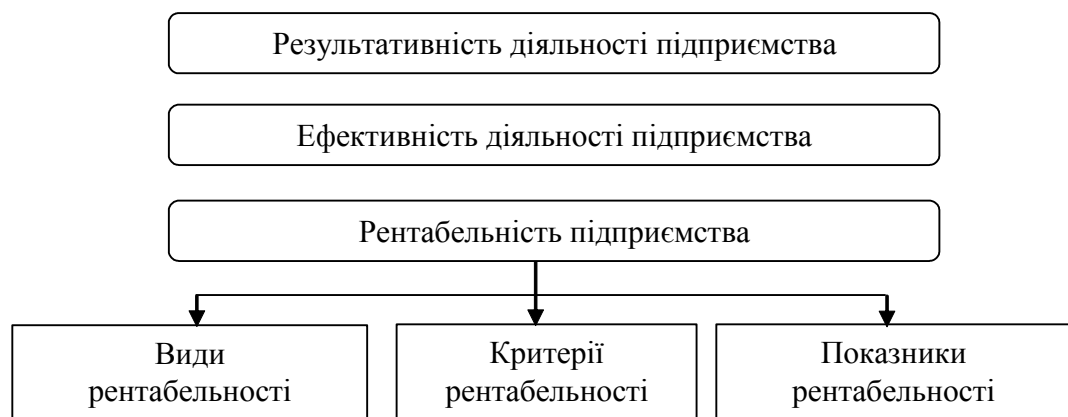 Результативність діяльності підприємства
Ефективність діяльності підприємства
Рентабельність підприємства
Види
рентабельності
Критерії
рентабельності
Показники
рентабельності